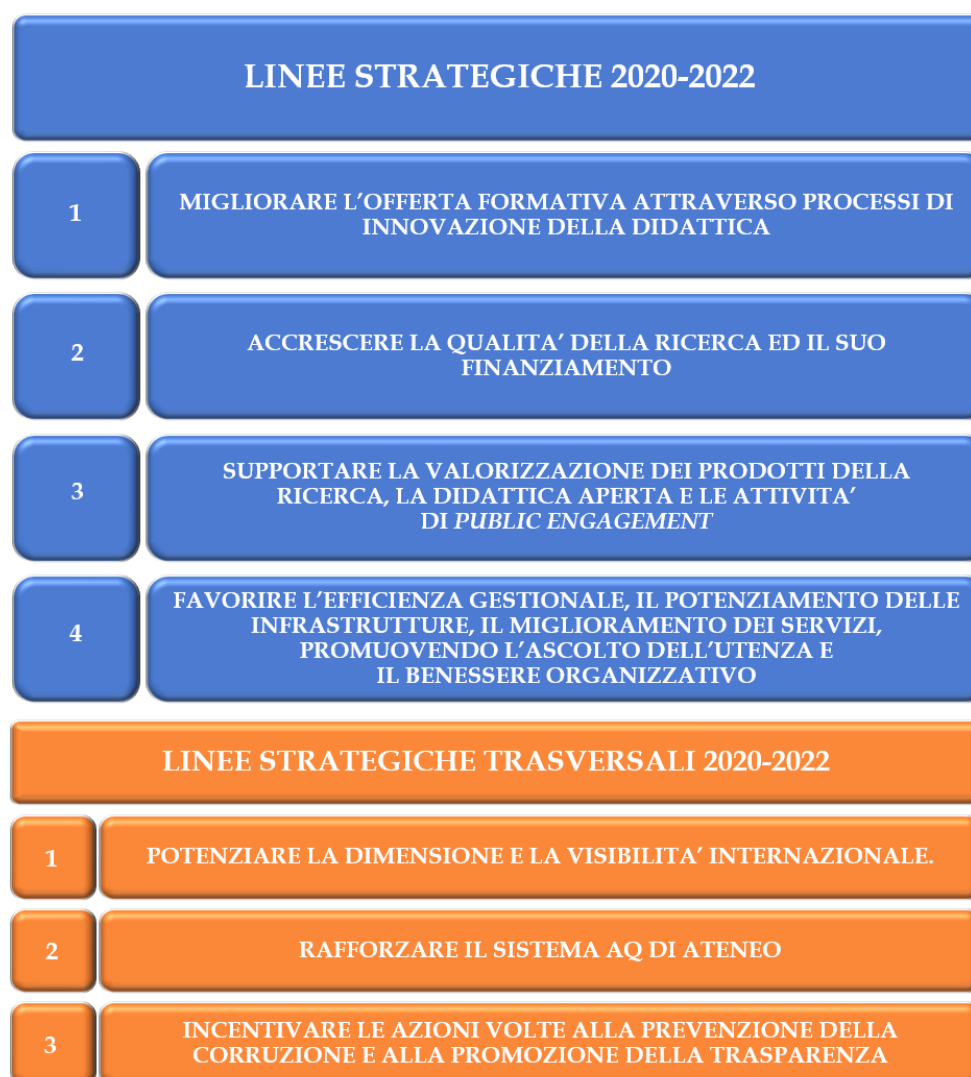 LINEE STRATEGICHE 2020-2022
1
MIGLIORARE L’OFFERTA FORMATIVA ATTRAVERSO PROCESSI DI
INNOVAZIONE DELLA DIDATTICA
2
ACCRESCERE LA QUALITA’ DELLA RICERCA ED IL SUO
FINANZIAMENTO
3
SUPPORTARE LA VALORIZZAZIONE DEI PRODOTTI DELLA
RICERCA, LA DIDATTICA APERTA E LE ATTIVITA’
DI PUBLIC ENGAGEMENT
4
FAVORIRE L’EFFICIENZA GESTIONALE, IL POTENZIAMENTO DELLE
INFRASTRUTTURE, IL MIGLIORAMENTO DEI SERVIZI,
PROMUOVENDO L’ASCOLTO DELL’UTENZA E
IL BENESSERE ORGANIZZATIVO
LINEE STRATEGICHE TRASVERSALI 2020-2022
1
POTENZIARE LA DIMENSIONE E LA VISIBILITA’ INTERNAZIONALE.
2
RAFFORZARE IL SISTEMA AQ DI ATENEO
3
INCENTIVARE LE AZIONI VOLTE ALLA PREVENZIONE DELLA
CORRUZIONE E ALLA PROMOZIONE DELLA TRASPARENZA